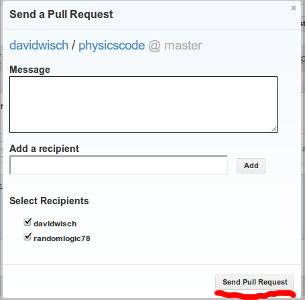 Send a Pull Request
×
davidwisch / physicscode @ master
Message
Add a recipient
Add
Select Recipients
davidwisch
randomlogic78
Send Pull Request